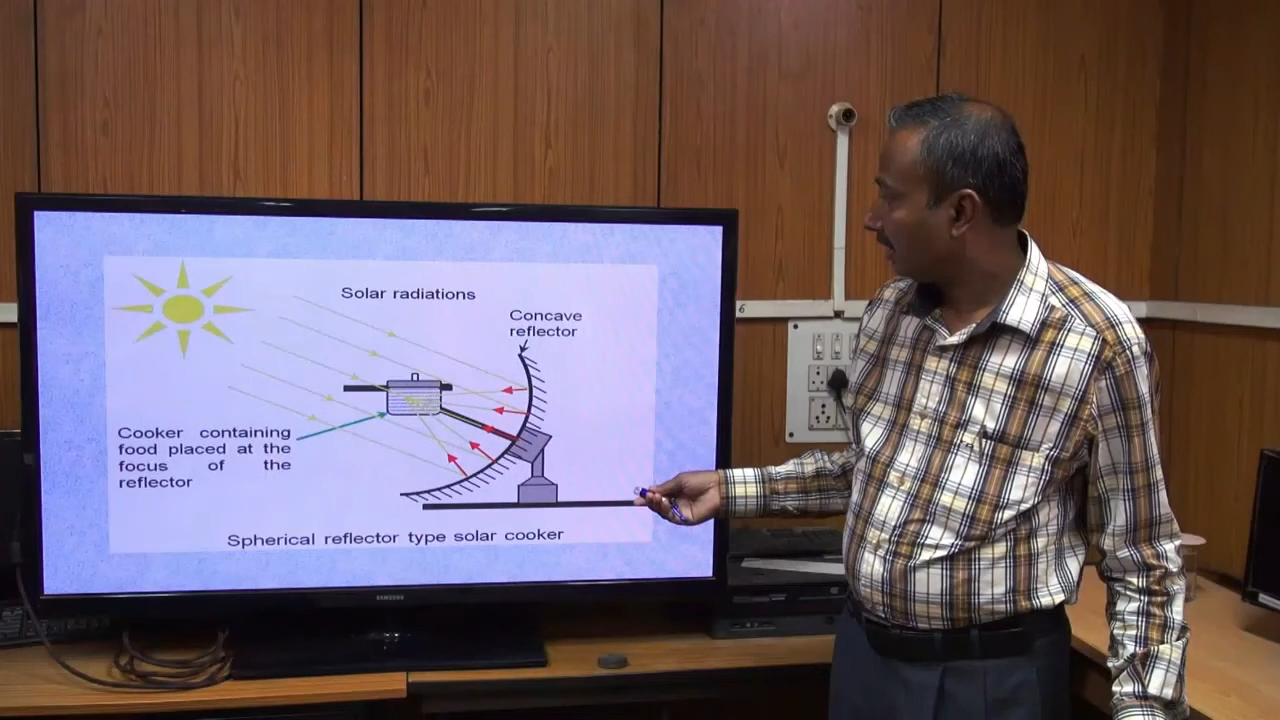 Solar radiations
Concave
reflector
Cooker containing
food placed at the
focus of the
reflector
Spherical reflector type solar cooker
SAMSUNG
6